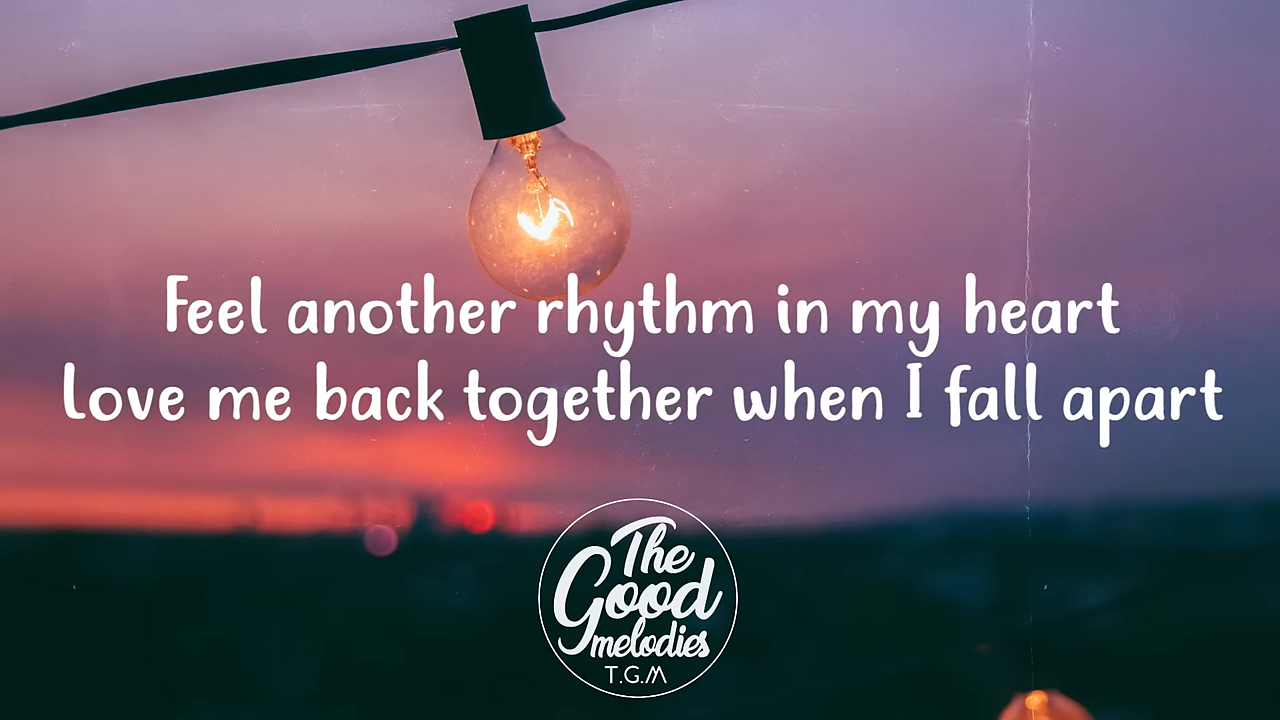 Feel another rhythm in my heart
Love me back together when I fall apart
The
Good
melodies
T.G.M